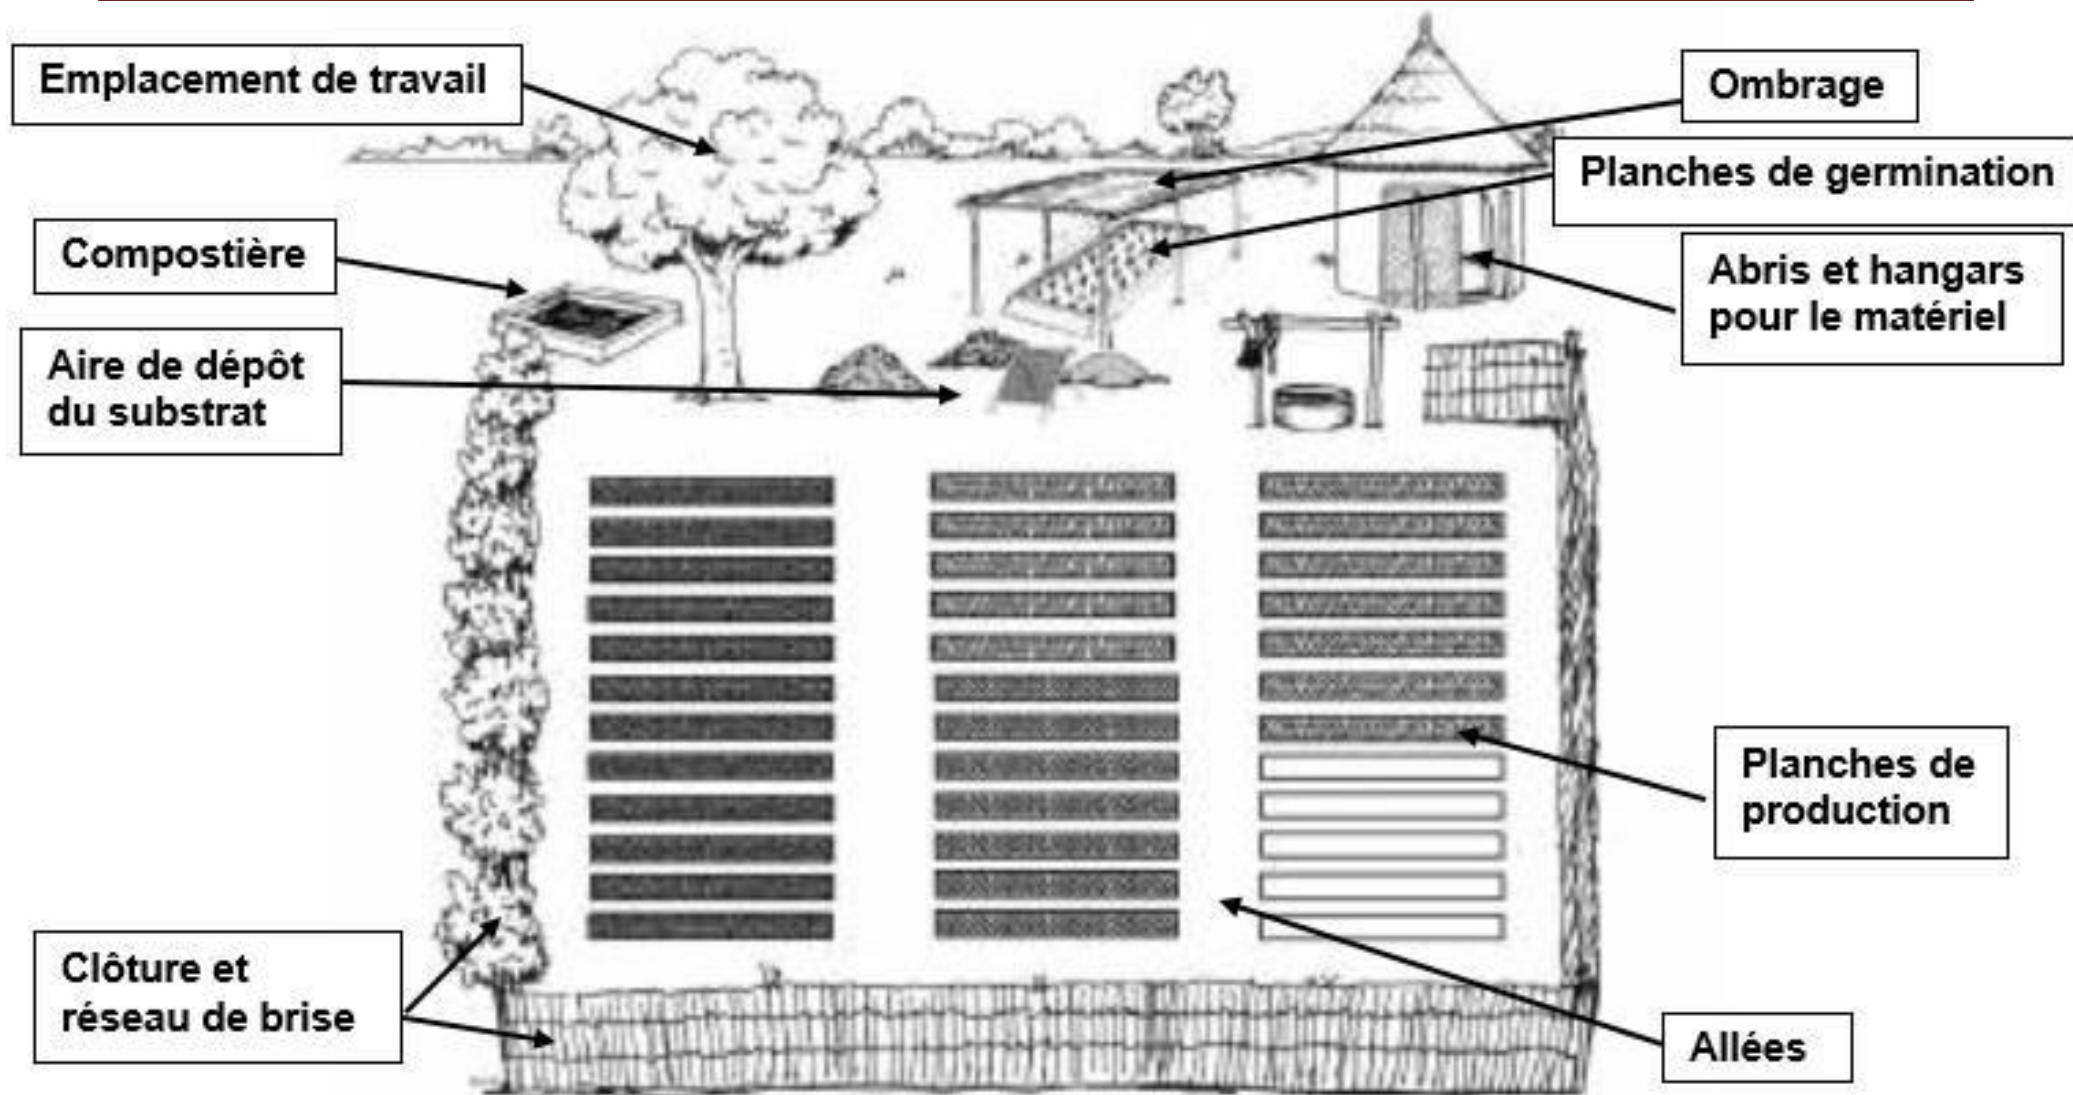 Emplacement de travail
Ombrage
Planches de germination
Compostière
Abris et hangars
pour le matériel
Aire de dépôt
du substrat
Planches de
production
Clôture et
réseau de brise
Allées